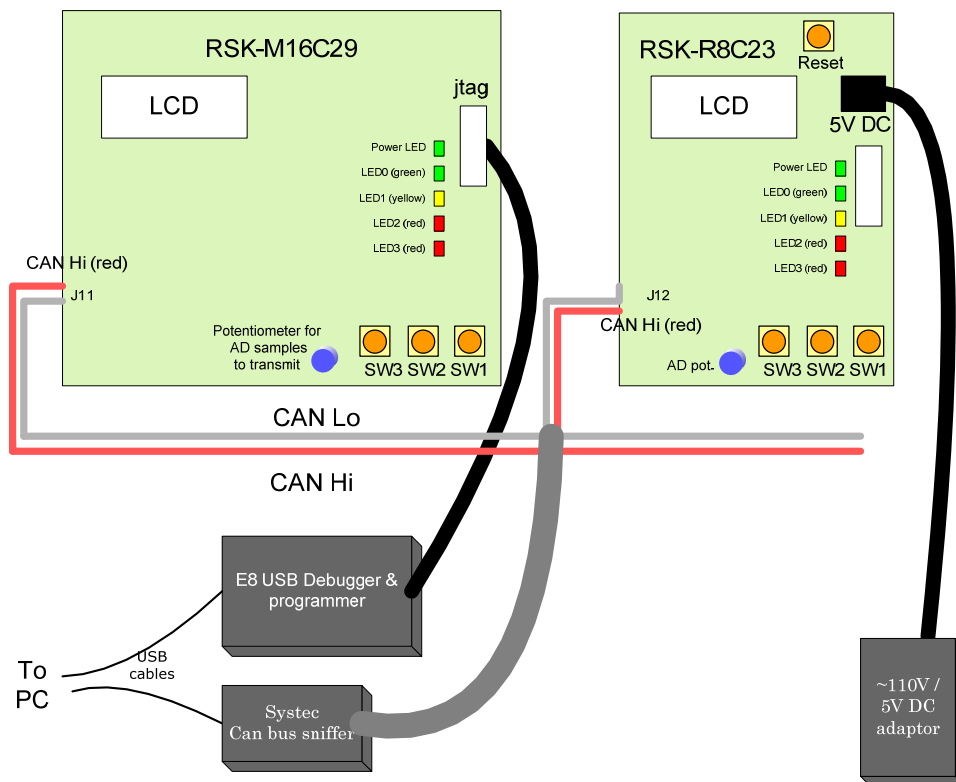 RSK-M16C29
LCD
jtag
Power LED
LED0 (green)
LED1 (yellow)
LED2 (red)
LED3 (red)
CAN Hi (red)
J11
Potentiometer for
AD samples
to transmit
SW3 SW2 SW1
RSK-R8C23
Reset
LCD
5V DC
Power LED
LED0 (green)
LED1 (yellow)
LED2 (red)
LED3 (red)
J12
CAN Hi (red)
AD pot.
SW3 SW2 SW1
CAN Lo
CAN Hi
E8 USB Debugger &
programmer
To
PC
USB
cables
Systec
Can bus sniffer
~110V /
5V DC
adaptor